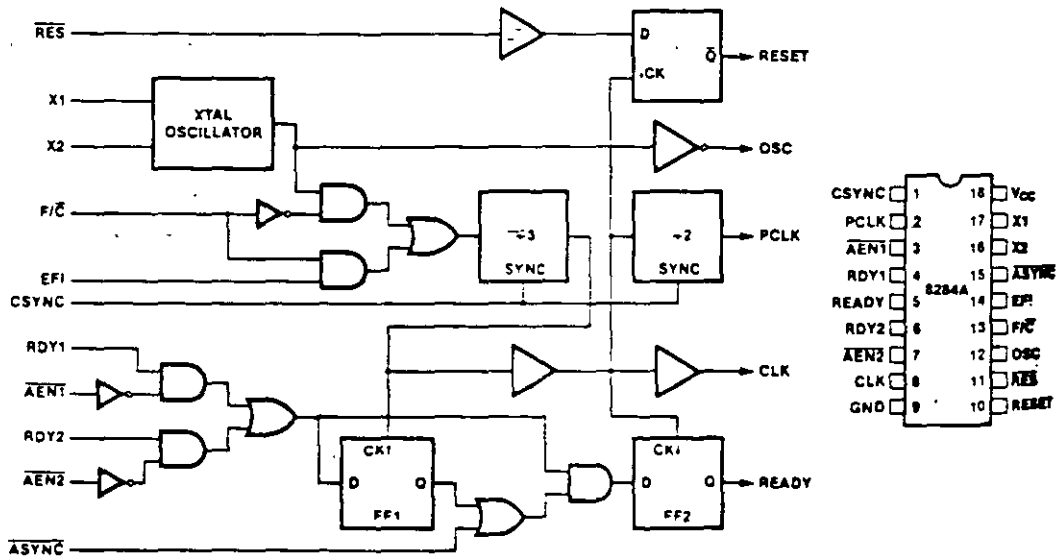 RES
D
Q
RESET
CK
X1
XTAL
OSCILLATOR
X2
OSC
F/C
÷3
SYNC
÷2
SYNC
PCLK
EFI
CSYNC
RDY1
AEN1
CLK
RDY2
AEN2
CK↑
D Q
FF1
CK↓
D Q
FF2
READY
ASYNC
CSYNC 1 18 VCC
PCLK 2 17 X1
AEN1 3 16 X2
RDY1 4 15 ASYNC
8284A
READY 5 14 EFI
RDY2 6 13 F/C
AEN2 7 12 OSC
CLK 8 11 RES
GND 9 10 RESET